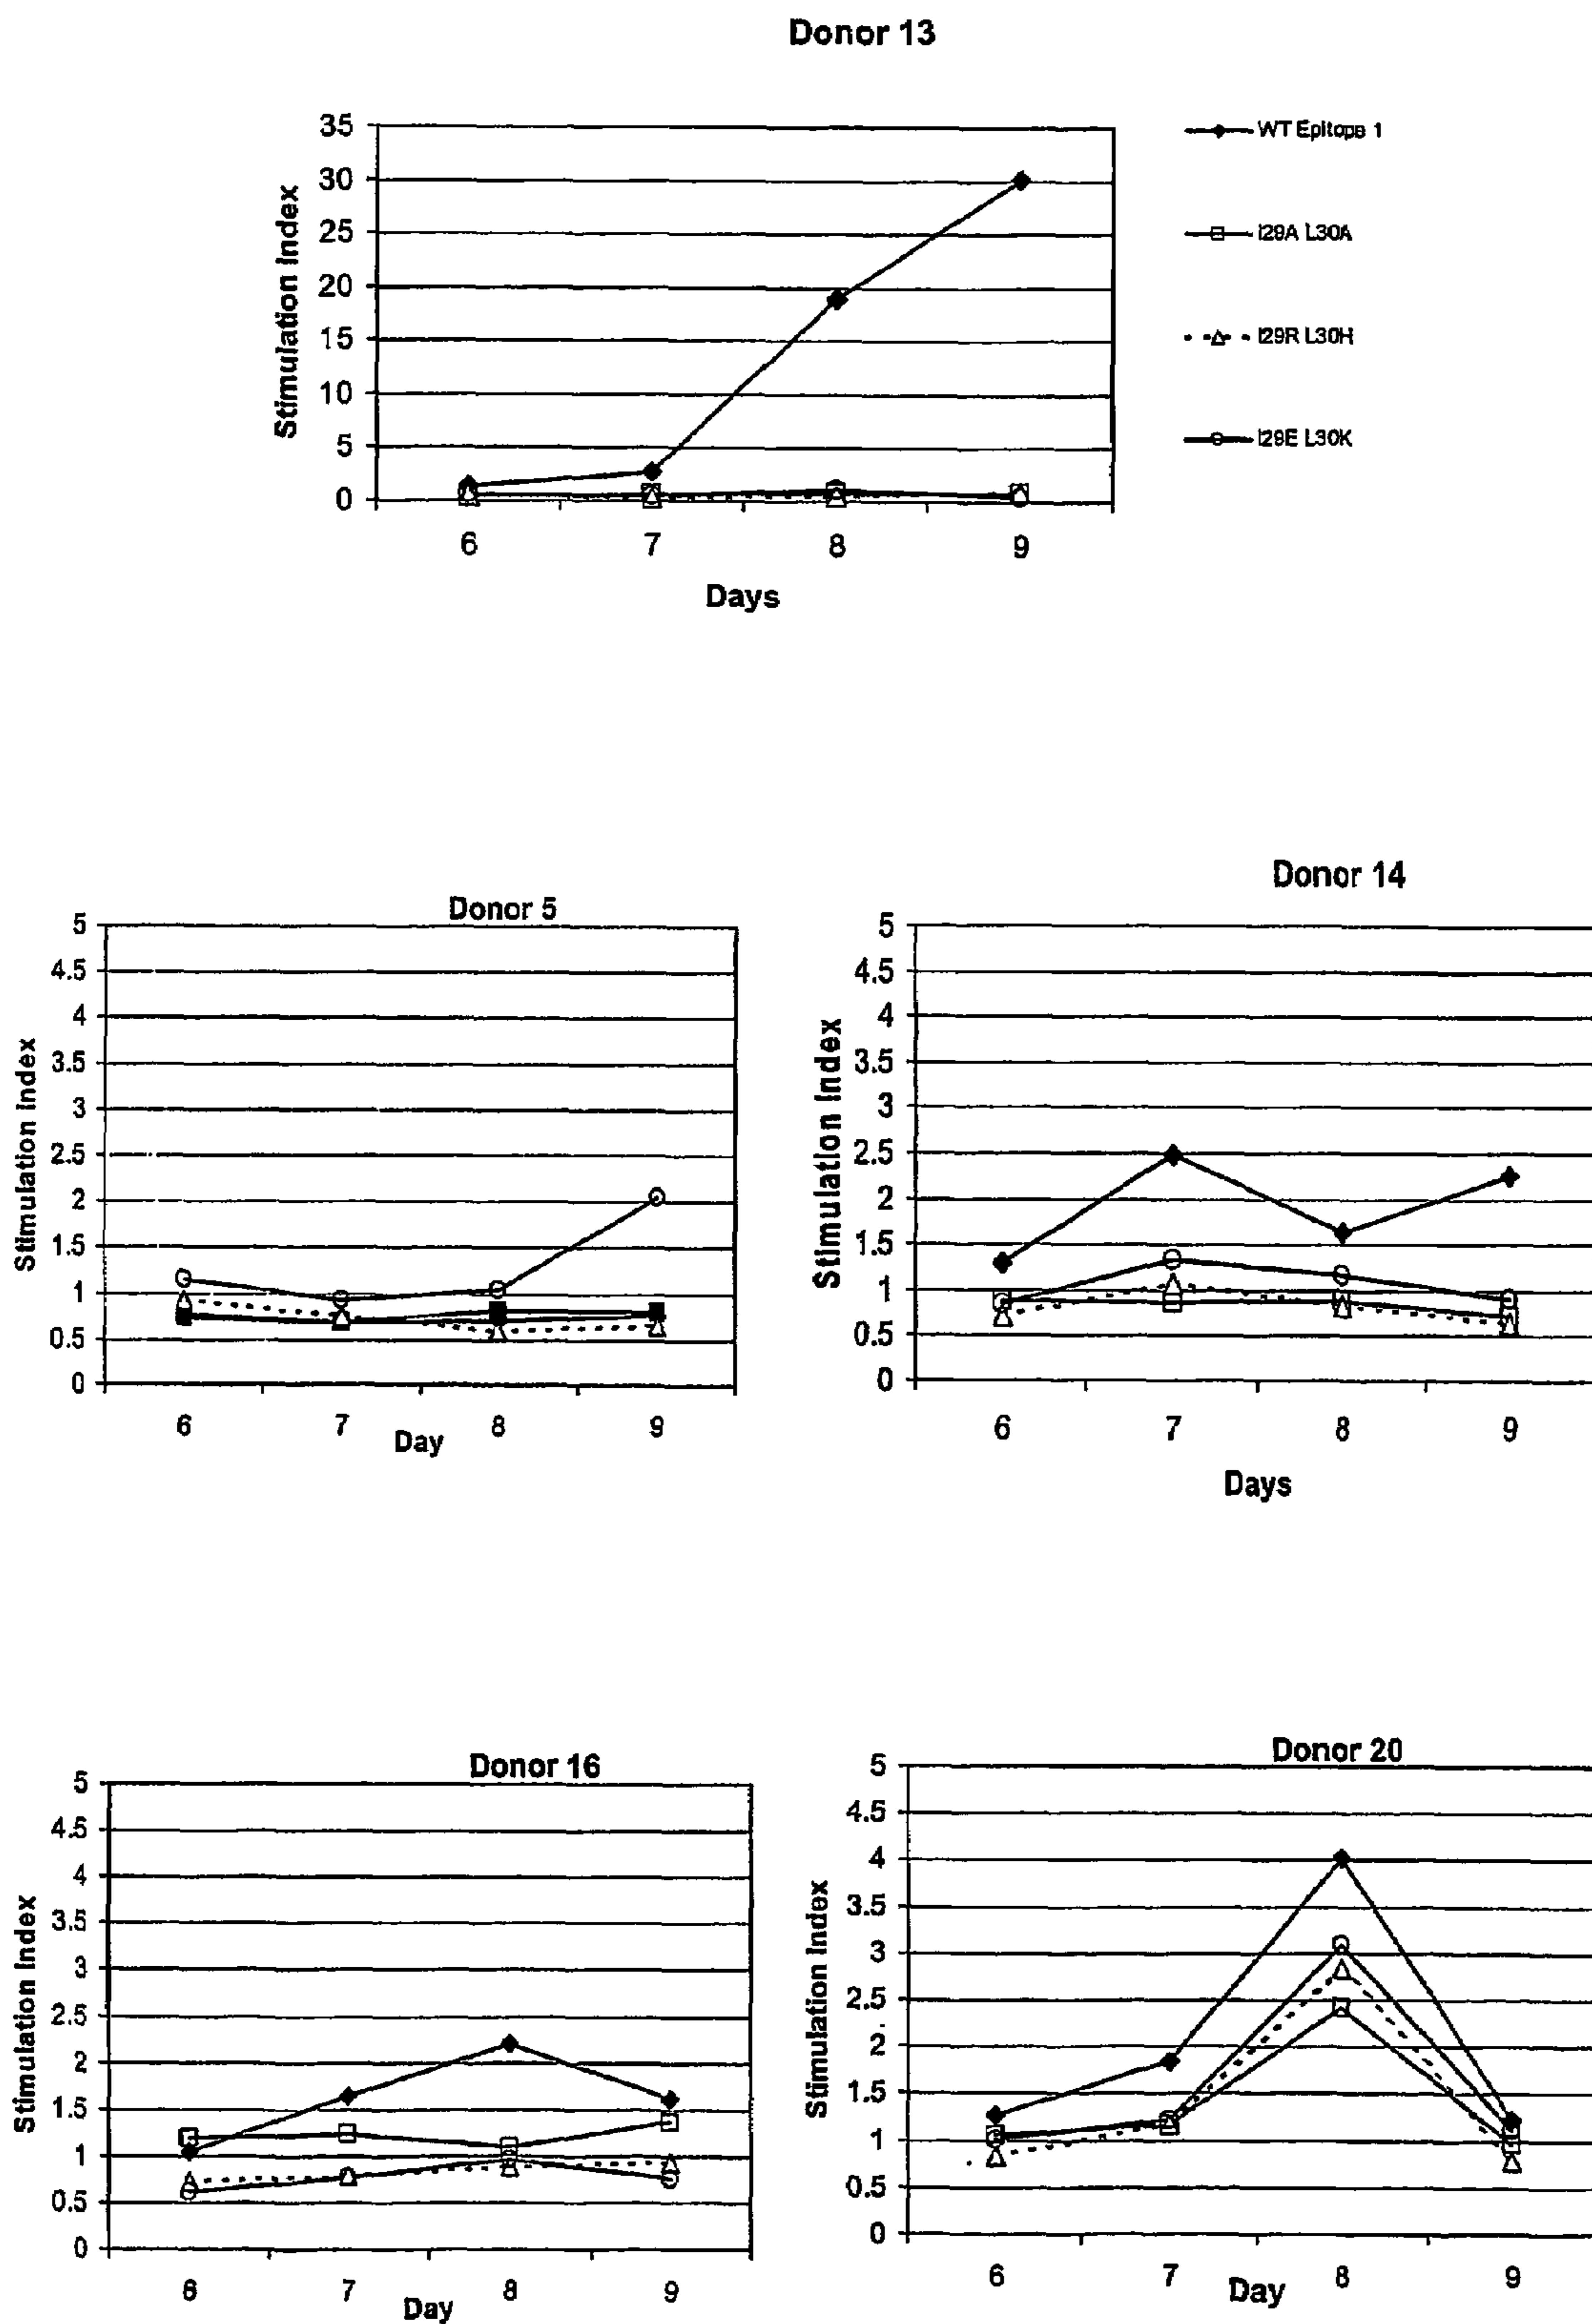 Donor 13
35
30
25
20
15
10
5
0
Stimulation Index
6 7 8 9
Days
WT Epitope 1
I29A L30A
I29R L30H
I29E L30K
Donor 5
5
4.5
4
3.5
3
2.5
2
1.5
1
0.5
0
Stimulation Index
6 7 8 9
Day
Donor 14
5
4.5
4
3.5
3
2.5
2
1.5
1
0.5
0
Stimulation Index
6 7 8 9
Days
Donor 16
5
4.5
4
3.5
3
2.5
2
1.5
1
0.5
0
Stimulation Index
6 7 8 9
Day
Donor 20
5
4.5
4
3.5
3
2.5
2
1.5
1
0.5
0
Stimulation Index
6 7 8 9
Day